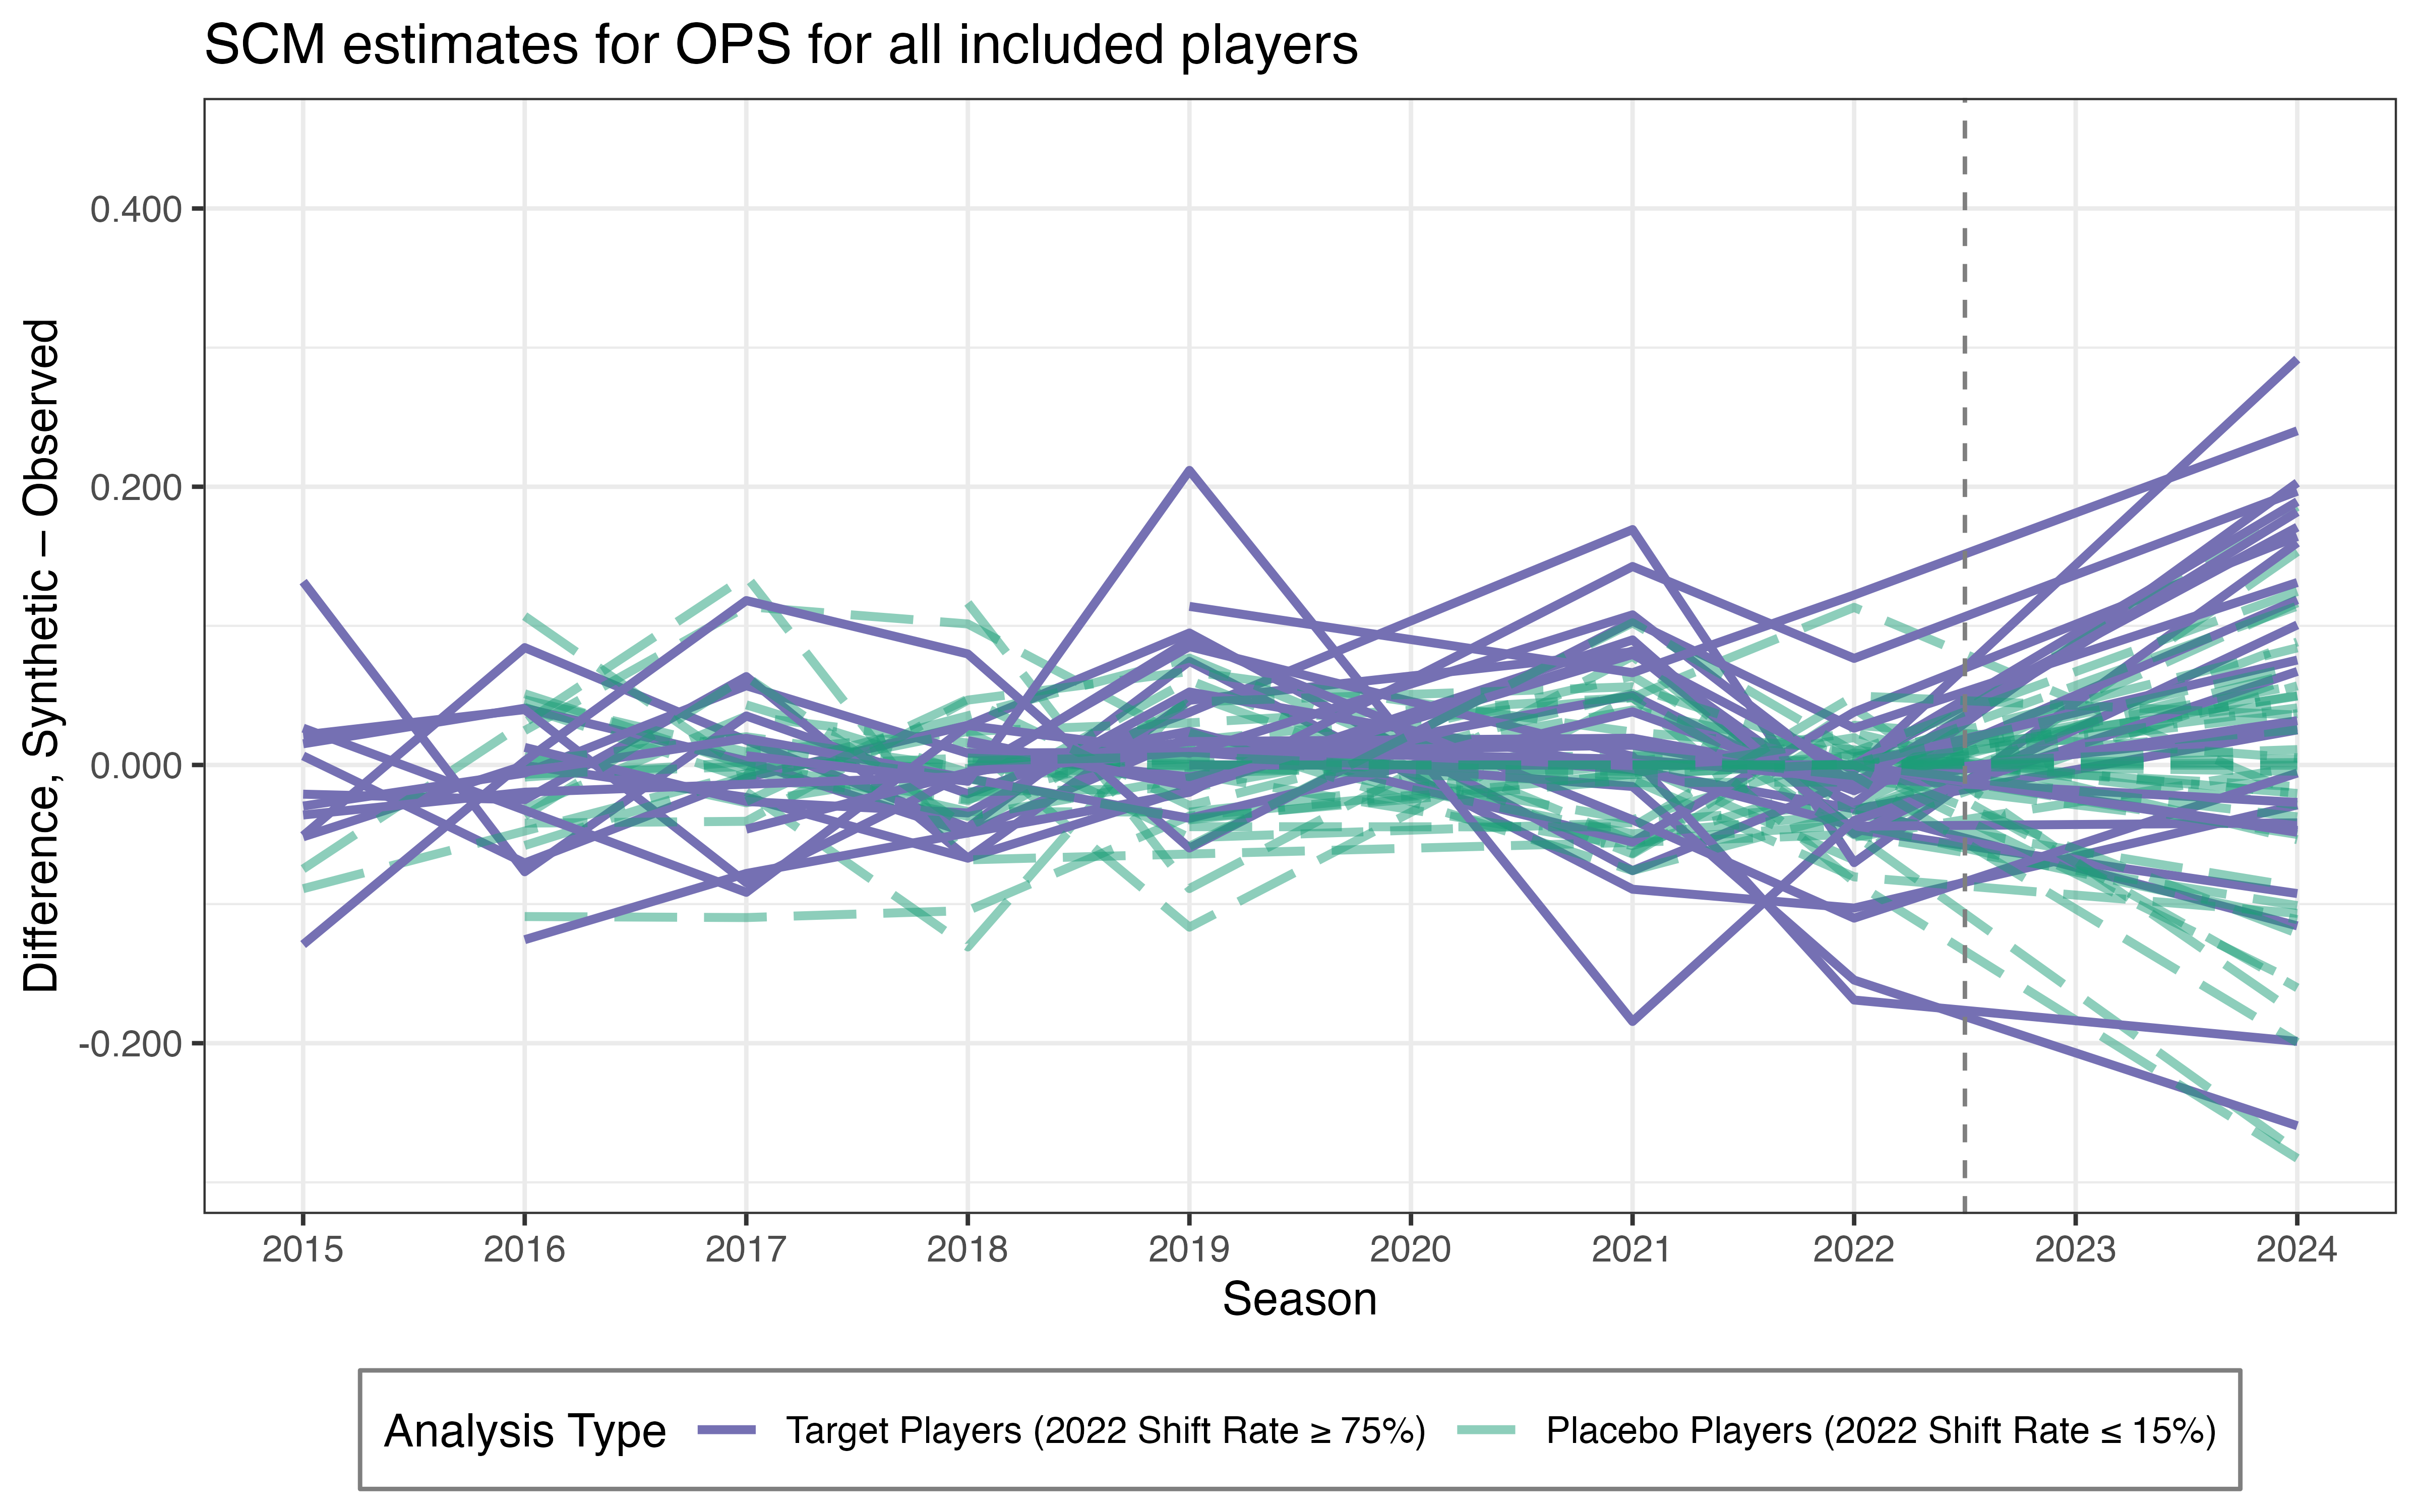 SCM estimates for OPS for all included players
Difference, Synthetic – Observed
0.400
0.200
0.000
-0.200
2015 2016 2017 2018 2019 2020 2021 2022 2023 2024
Season
Analysis Type Target Players (2022 Shift Rate ≥ 75%) Placebo Players (2022 Shift Rate ≤ 15%)